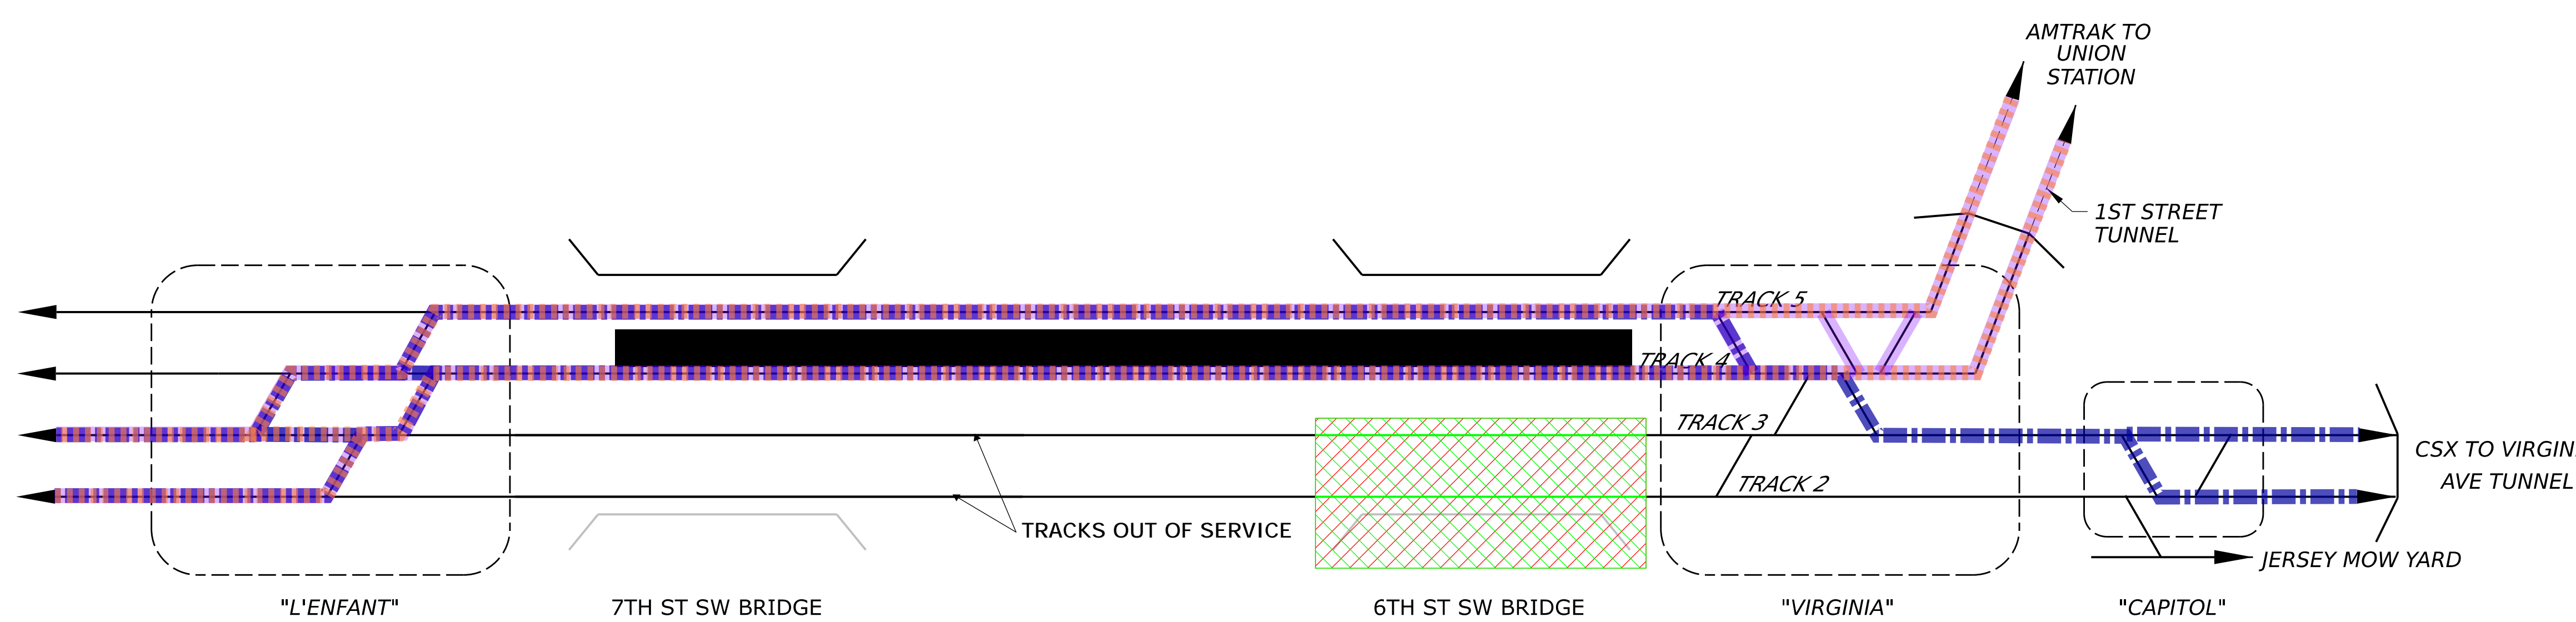 AMTRAK TO
UNION
STATION
1ST STREET
TUNNEL
TRACK 5
TRACK 4
TRACK 3
TRACK 2
CSX TO VIRGIN
AVE TUNNEL
TRACKS OUT OF SERVICE
JERSEY MOW YARD
"L'ENFANT"
7TH ST SW BRIDGE
6TH ST SW BRIDGE
"VIRGINIA"
"CAPITOL"